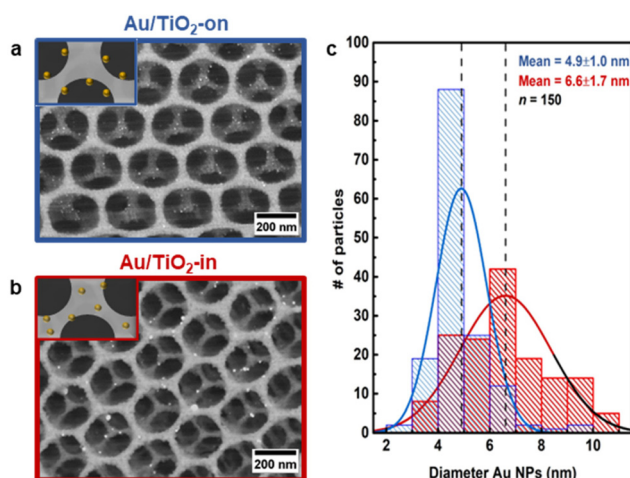 Au/TiO₂-on
a
200 nm
Au/TiO₂-in
b
200 nm
c
Mean = 4.9±1.0 nm
Mean = 6.6±1.7 nm
n = 150
# of particles
100
90
80
70
60
50
40
30
20
10
0
2 4 6 8 10
Diameter Au NPs (nm)